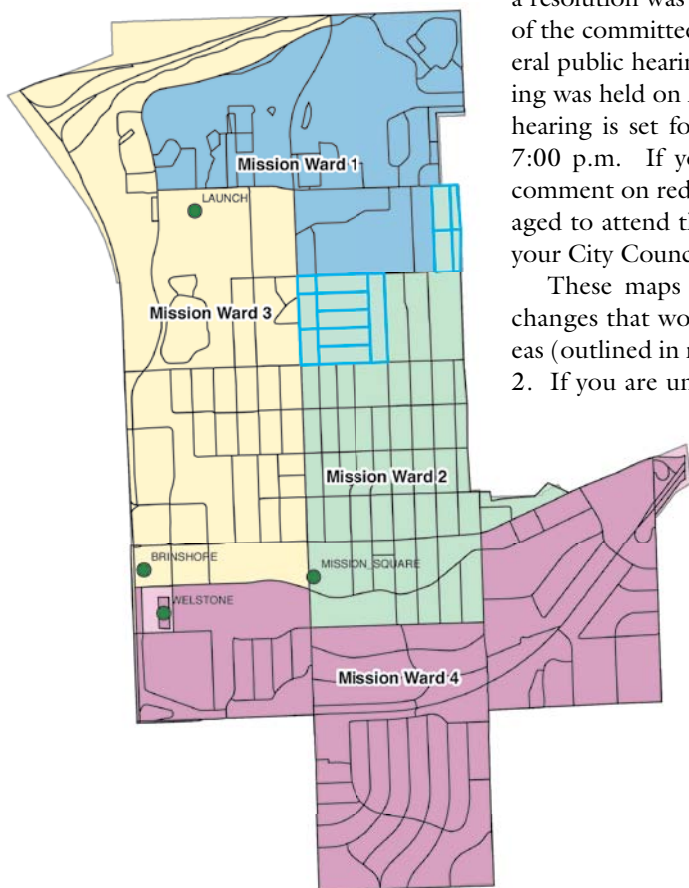 a resolution was
of the committee
eral public hearin
ing was held on
hearing is set fo
7:00 p.m. If yo
comment on red
aged to attend th
your City Counc
These maps
changes that wo
eas (outlined in
2. If you are un
Mission Ward 1
LAUNCH
Mission Ward 3
Mission Ward 2
BRINSHORE
MISSION_SQUARE
WELSTONE
Mission Ward 4